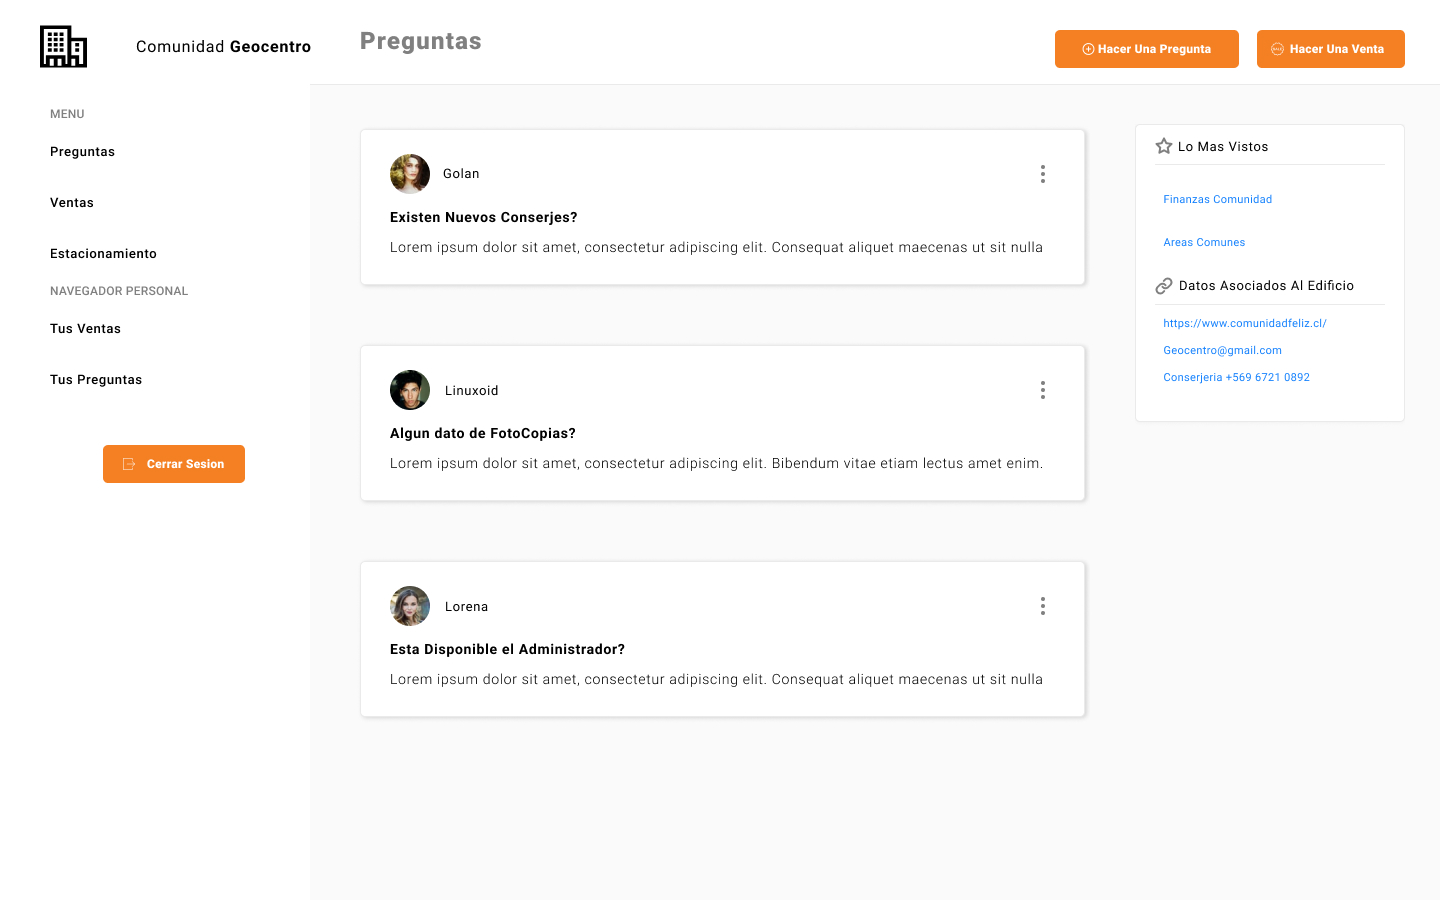 Comunidad Geocentro
Preguntas
Hacer Una Pregunta
Hacer Una Venta
MENU
Preguntas
Ventas
Estacionamiento
NAVEGADOR PERSONAL
Tus Ventas
Tus Preguntas
Cerrar Sesion
Golan
Existen Nuevos Conserjes?
Lorem ipsum dolor sit amet, consectetur adipiscing elit. Consequat aliquet maecenas ut sit nulla
Linuxoid
Algun dato de FotoCopias?
Lorem ipsum dolor sit amet, consectetur adipiscing elit. Bibendum vitae etiam lectus amet enim.
Lorena
Esta Disponible el Administrador?
Lorem ipsum dolor sit amet, consectetur adipiscing elit. Consequat aliquet maecenas ut sit nulla
Lo Mas Vistos
Finanzas Comunidad
Areas Comunes
Datos Asociados Al Edificio
https://www.comunidadfeliz.cl/
Geocentro@gmail.com
Conserjeria +569 6721 0892